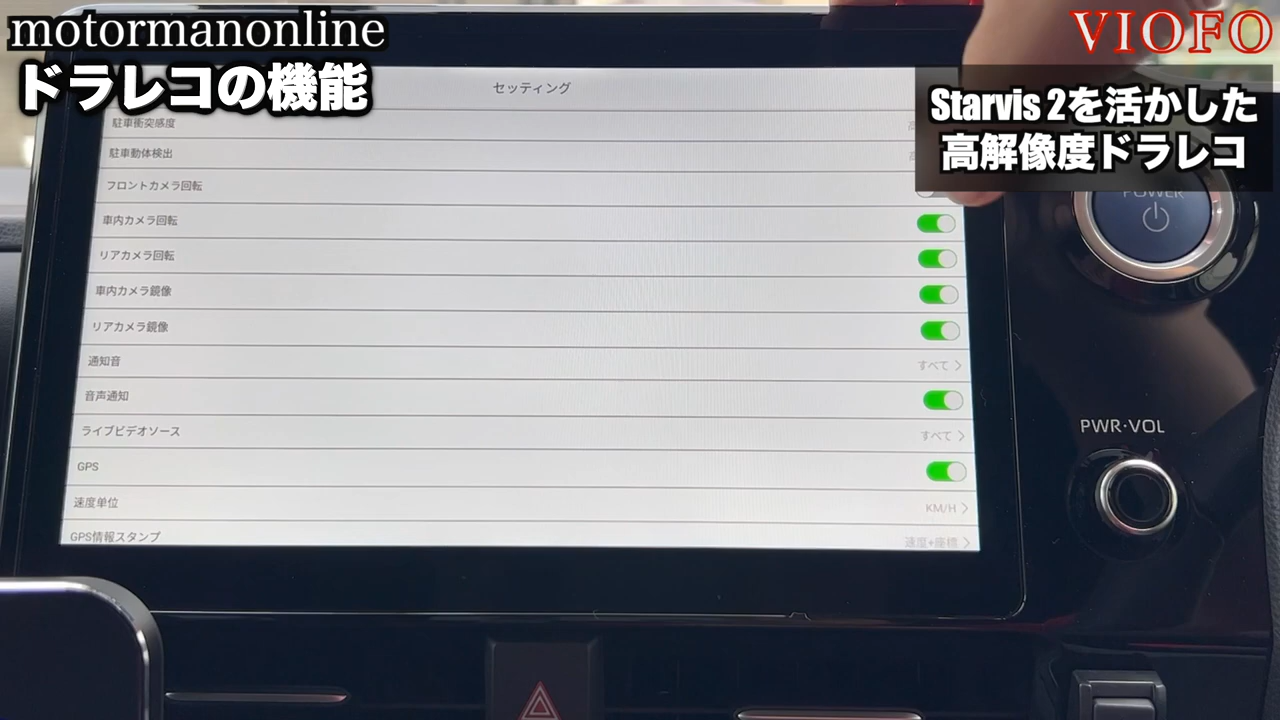 motormanonline
VIOFO
ドラレコの機能
Starvis 2を活かした
高解像度ドラレコ
セッティング
駐車衝突感度
駐車動体検出
フロントカメラ回転
車内カメラ回転
リアカメラ回転
車内カメラ鏡像
リアカメラ鏡像
通知音 すべて
音声通知
ライブビデオソース すべて
GPS
速度単位 KM/H
GPS情報スタンプ 速度+座標
POWER
PWR·VOL